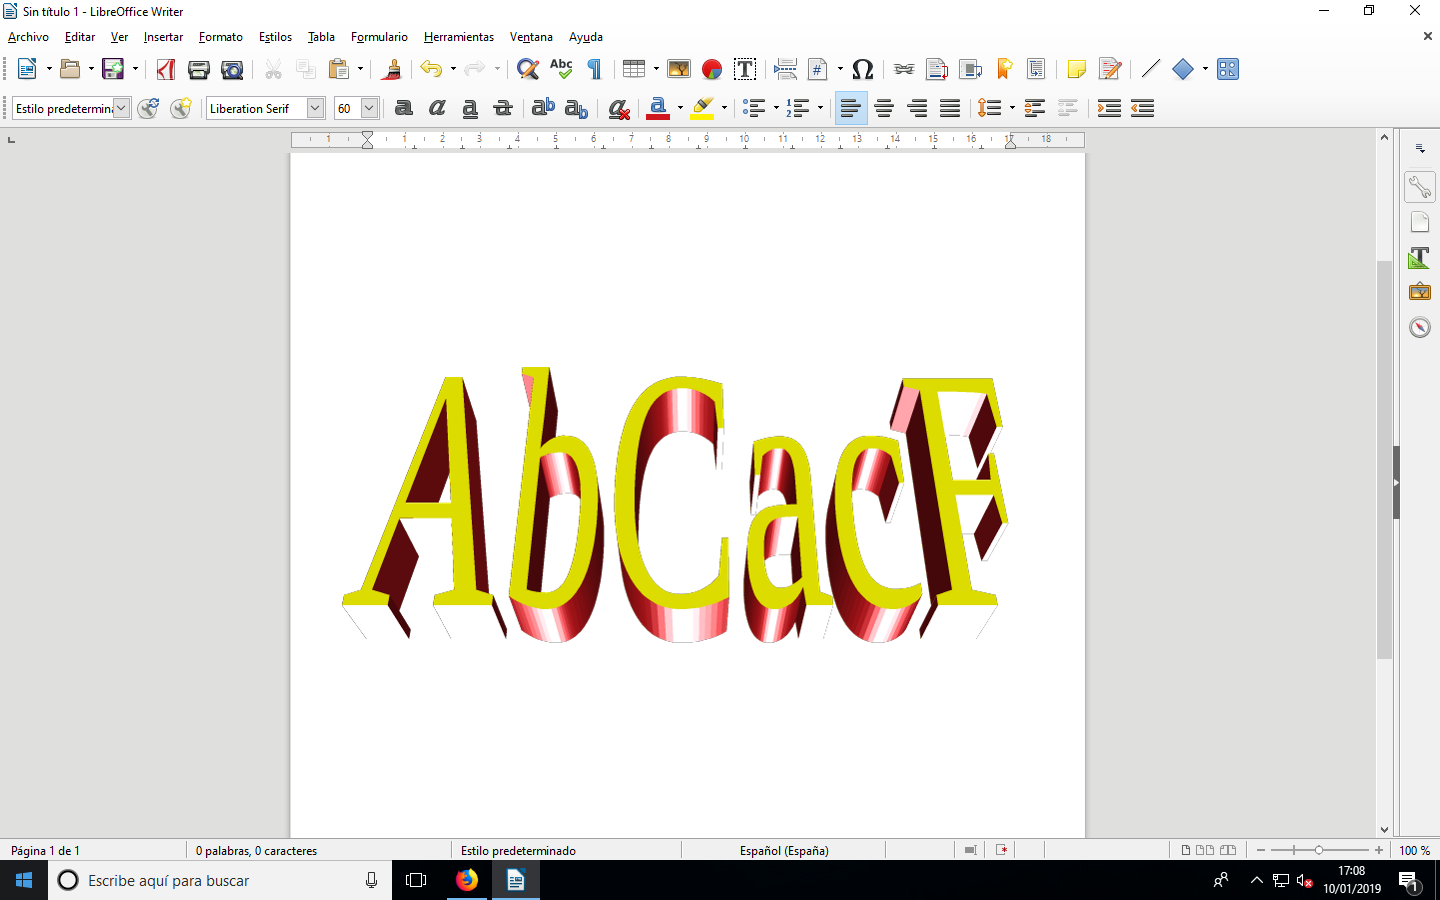 Sin título 1 - LibreOffice Writer
Archivo Editar Ver Insertar Formato Estilos Tabla Formulario Herramientas Ventana Ayuda
Estilo predetermina Liberation Serif 60
1 1 2 3 4 5 6 7 8 9 10 11 12 13 14 15 16 17 18
AbCacF
Página 1 de 1 0 palabras, 0 caracteres Estilo predeterminado Español (España) 100 %
Escribe aquí para buscar 17:08
10/01/2019 1